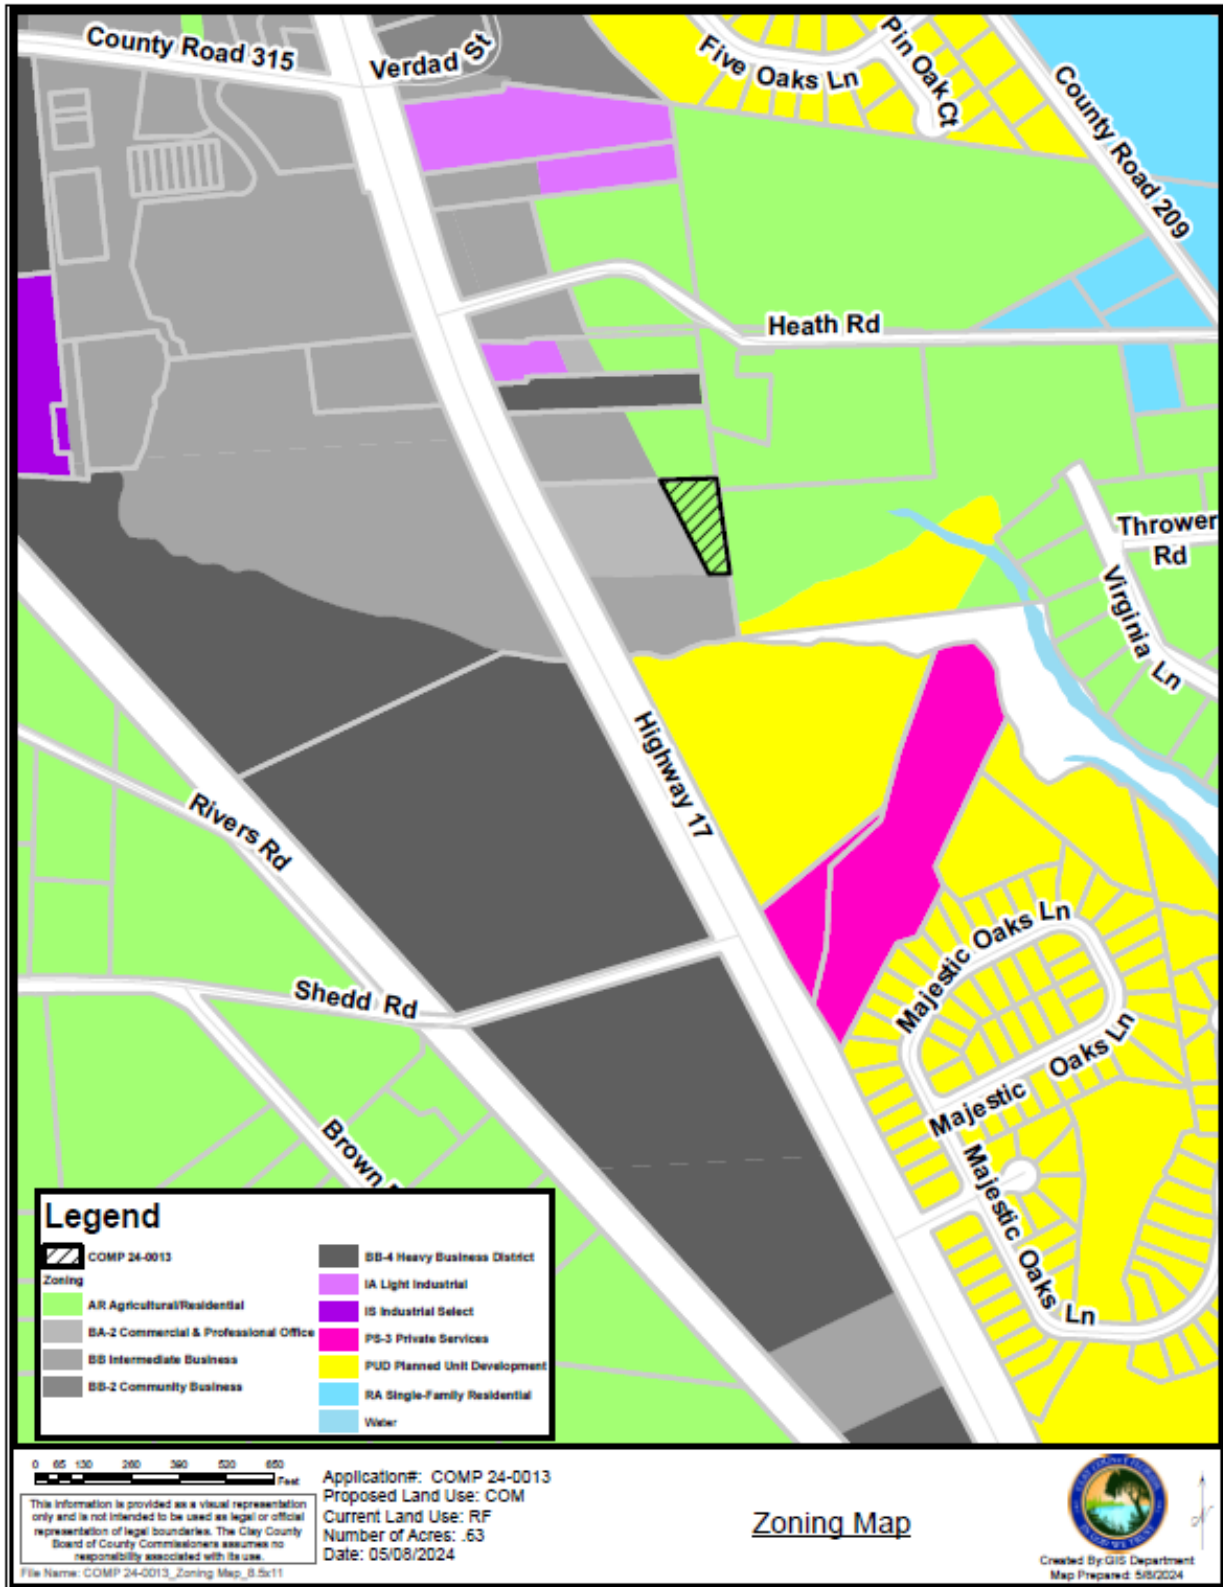 County Road 315
Verdad St
Five Oaks Ln
Pin Oak Ct
County Road 209
Heath Rd
Thrower
Rd
Virginia Ln
Highway 17
Rivers Rd
Shedd Rd
Majestic Oaks Ln
Majestic Oaks Ln
Majestic Oaks Ln
Brown
Legend
COMP 24-0013
Zoning
AR Agricultural/Residential
BA-2 Commercial & Professional Office
BB Intermediate Business
BB-2 Community Business
BB-4 Heavy Business District
IA Light Industrial
IS Industrial Select
PS-3 Private Services
PUD Planned Unit Development
RA Single-Family Residential
Water
0 65 130 260 390 520 650
Feet
This information is provided as a visual representation
only and is not intended to be used as legal or official
representation of legal boundaries. The Clay County
Board of County Commissioners assumes no
responsibility associated with its use.
File Name: COMP 24-0013_Zoning Map_8.5x11
Application#: COMP 24-0013
Proposed Land Use: COM
Current Land Use: RF
Number of Acres: .63
Date: 05/08/2024
Zoning Map
CLAY COUNTY FLORIDA
IN GOD WE TRUST
N
Created By:GIS Department
Map Prepared: 5/8/2024